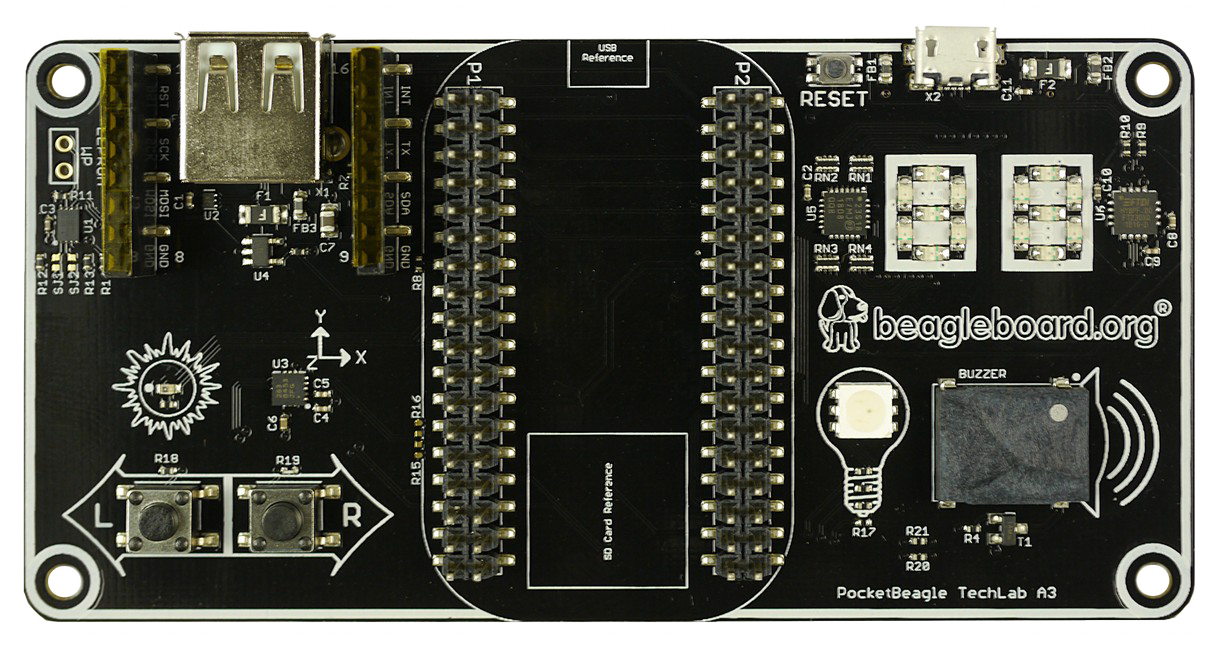 USB
Reference
P1
P2
RESET
FB1
X2
C11
F2
FB2
WP
RST
SCK
MOSI
GND
8
16
INT
TX
SDA
GND
9
C1
F1
X1
FB3
C7
U4
C3
R11
U1
R12
R13
R8
C2
RN2
RN1
U5
RN3
RN4
R10
R9
C10
U6
C8
C9
Y
X
Z
U3
C5
C4
C6
R16
R15
beagleboard.org®
BUZZER
R18
R19
L
R
SD Card Reference
R17
R21
R20
R4
T1
PocketBeagle TechLab A3